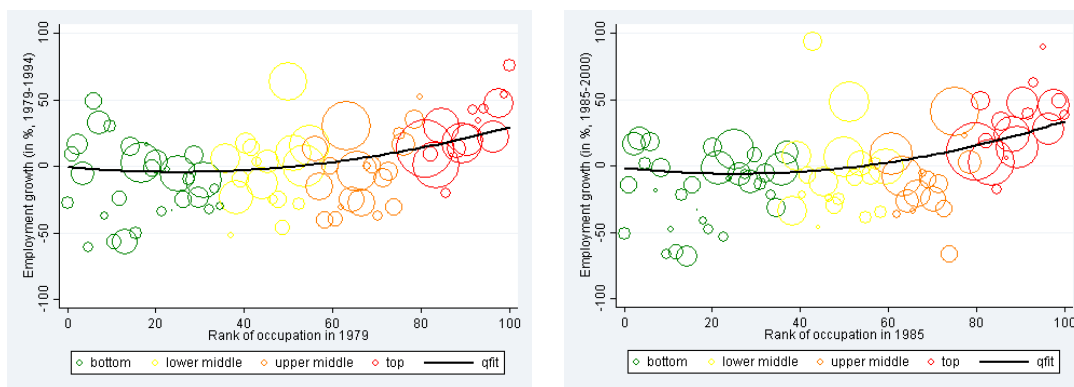 Employment growth (in %, 1979-1994)
100
50
0
-50
-100
0 20 40 60 80 100
Rank of occupation in 1979
bottom lower middle upper middle top qfit
Employment growth (in %, 1985-2000)
100
50
0
-50
-100
0 20 40 60 80 100
Rank of occupation in 1985
bottom lower middle upper middle top qfit